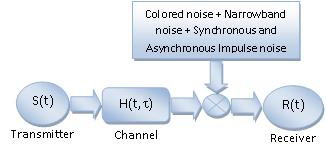 Colored noise + Narrowband
noise + Synchronous and
Asynchronous Impulse noise
S(t)
H(t,τ)
R(t)
Transmitter
Channel
Receiver